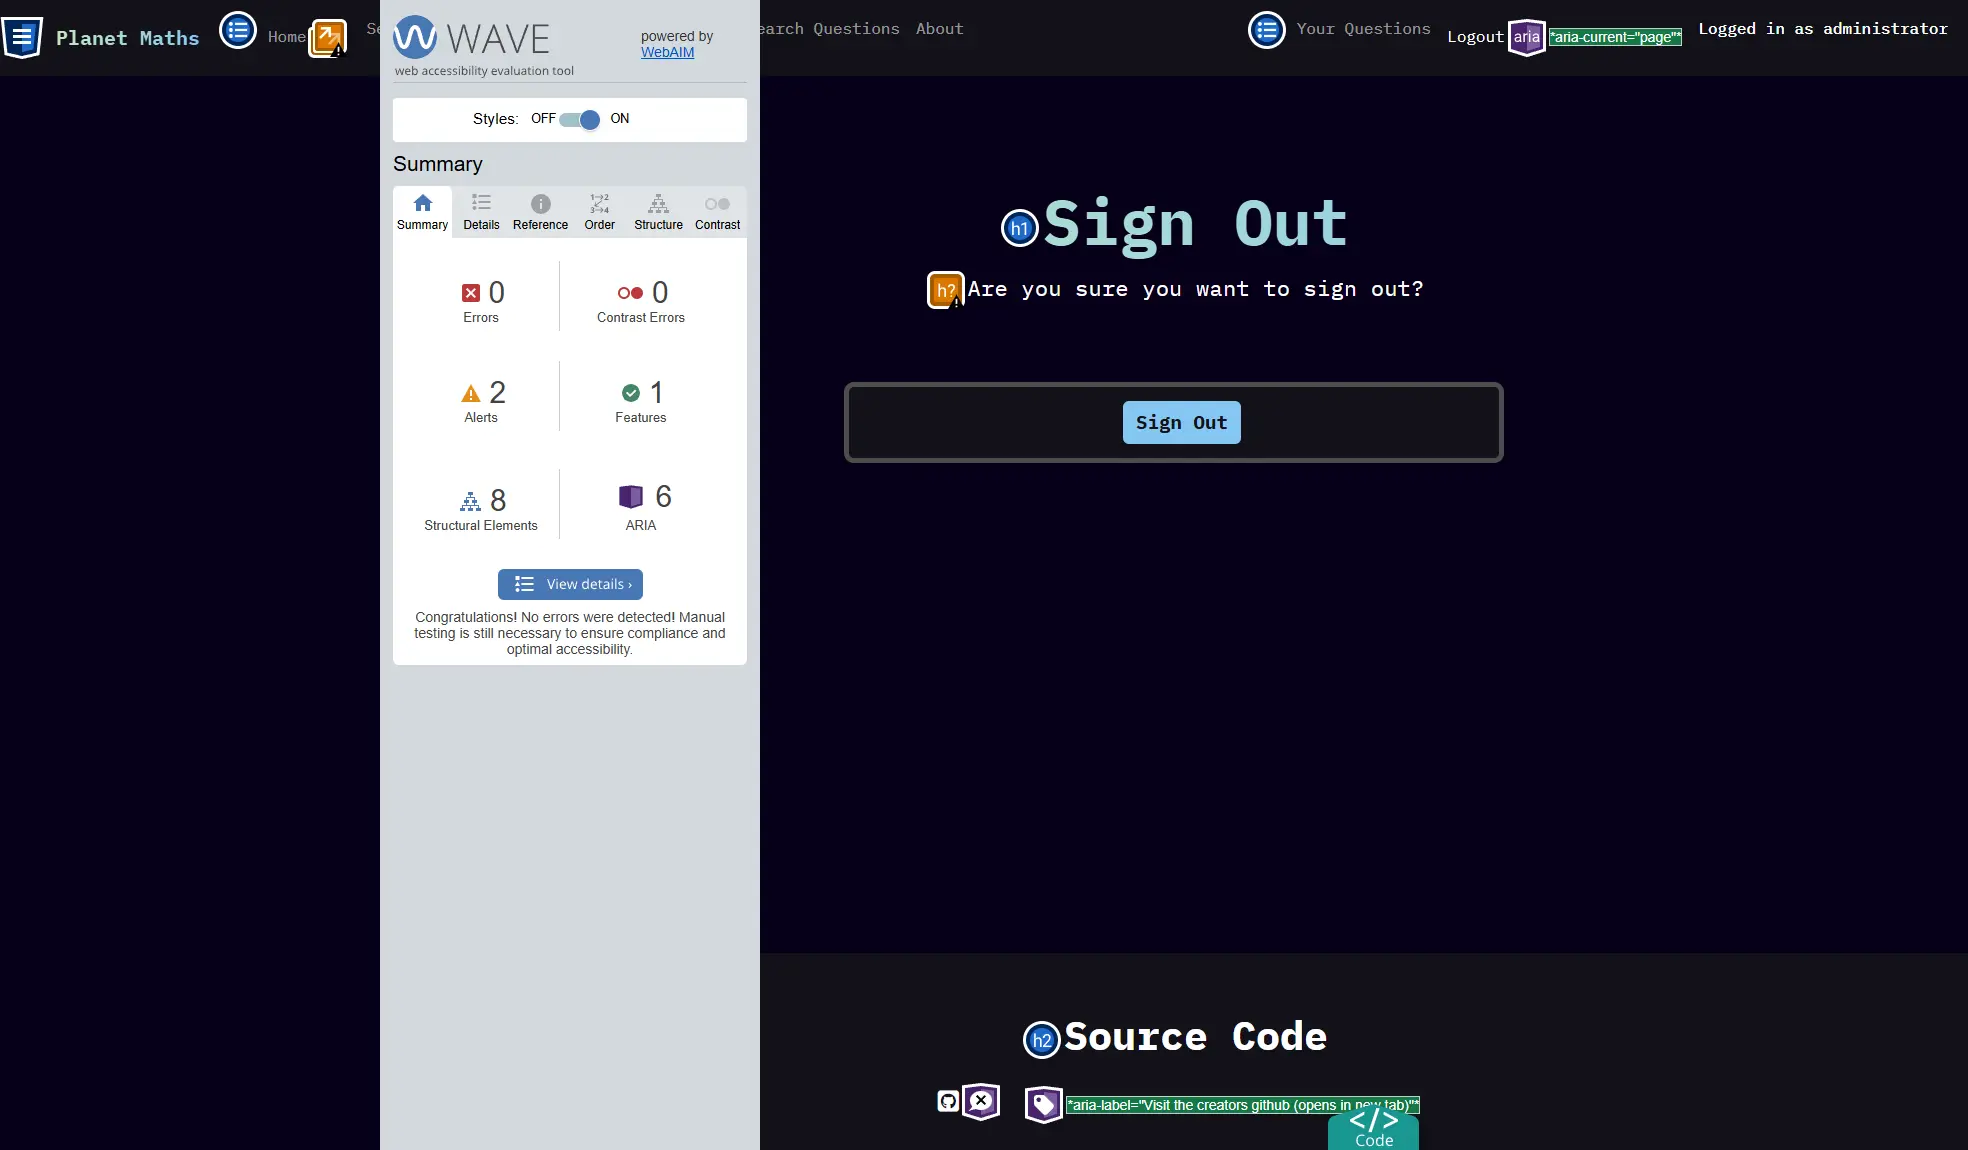 Planet Maths
Home
Se
WAVE
powered by
WebAIM
web accessibility evaluation tool
earch Questions
About
Your Questions
Logout
aria
*aria-current="page"*
Logged in as administrator
Styles: OFF ON
Summary
Summary
Details
Reference
1 2
3 4
Order
Structure
Contrast
0
Errors
0
Contrast Errors
2
Alerts
1
Features
8
Structural Elements
6
ARIA
View details ›
Congratulations! No errors were detected! Manual
testing is still necessary to ensure compliance and
optimal accessibility.
h1
Sign Out
h?
Are you sure you want to sign out?
Sign Out
h2
Source Code
*aria-label="Visit the creators github (opens in new tab)"*
</>
Code